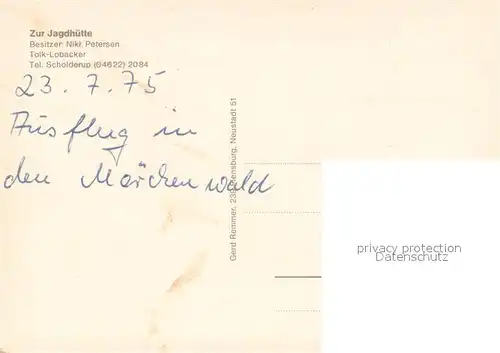 Zur Jagdhütte
Besitzer: Nikl. Petersen
Tolk-Lobacker
Tel. Scholderup (04622) 2084
23. 7. 75
Ausflug in
den Märchenwald
Gerd Remmer, 239 Flensburg, Neustadt 51
privacy protection
Datenschutz